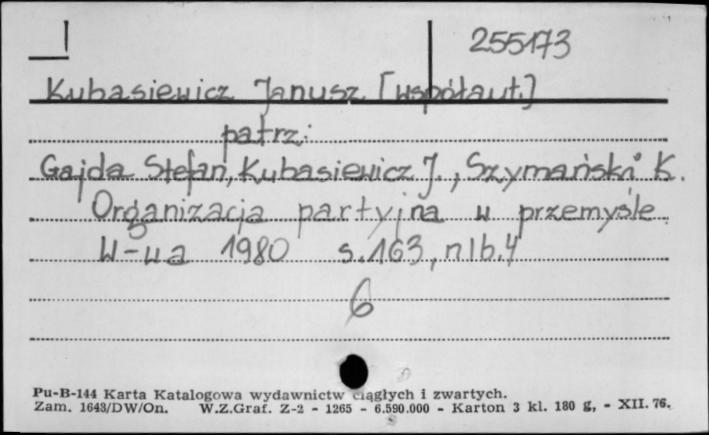 255173
Kubasiewicz Janusz [współaut.]
patrz:
Gajda Stefan, Kubasiewicz J., Szymański K.
Organizacja partyjna w przemyśle.
W-wa 1980 s.163, nlb.4
6
Pu-B-144 Karta Katalogowa wydawnictw ciągłych i zwartych.
Zam. 1643/DW/On. W.Z.Graf. Z-2 - 1265 - 6.590.000 - Karton 3 kl. 180 g, - XII. 76.